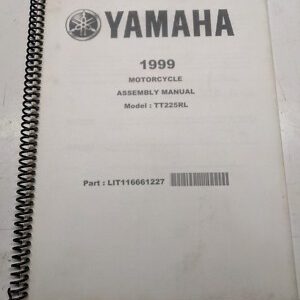 YAMAHA
1999
MOTORCYCLE
ASSEMBLY MANUAL
Model : TT225RL
Part : LIT116661227